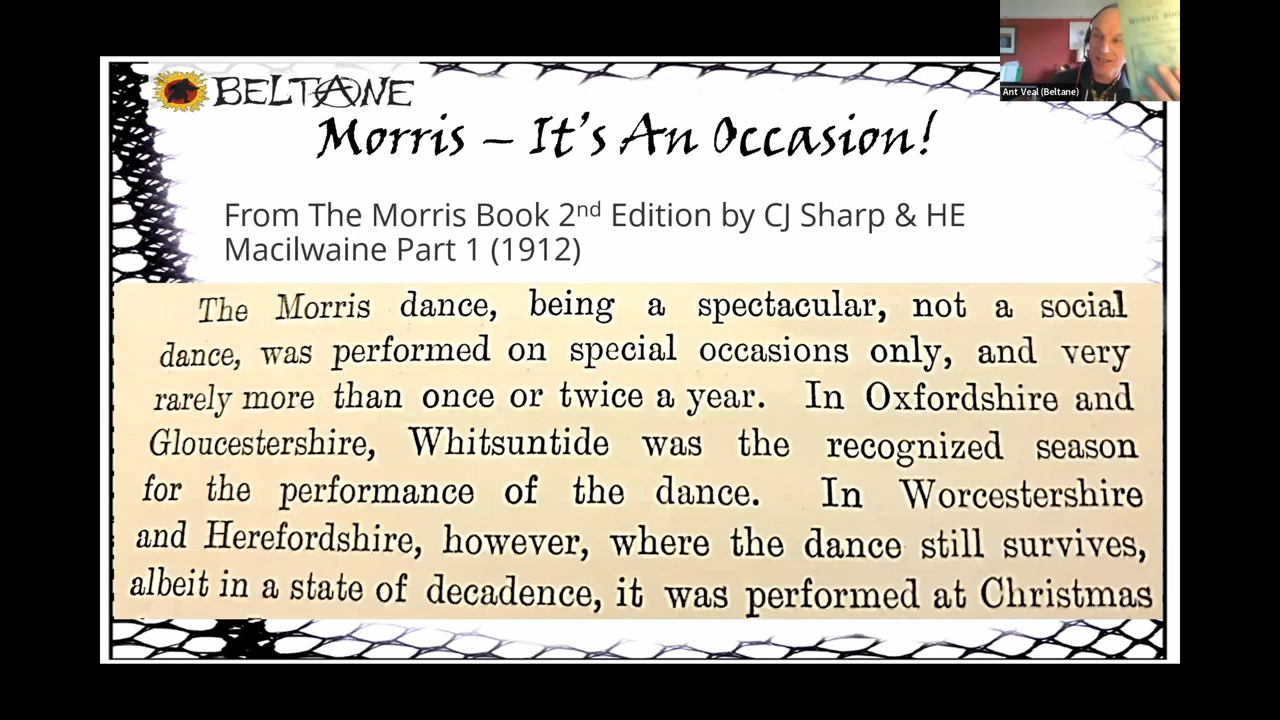 BELTANE
Morris – It's An Occasion!
From The Morris Book 2nd Edition by CJ Sharp & HE
Macilwaine Part 1 (1912)
The Morris dance, being a spectacular, not a social
dance, was performed on special occasions only, and very
rarely more than once or twice a year. In Oxfordshire and
Gloucestershire, Whitsuntide was the recognized season
for the performance of the dance. In Worcestershire
and Herefordshire, however, where the dance still survives,
albeit in a state of decadence, it was performed at Christmas
MORRIS
Ant Veal (Beltane)